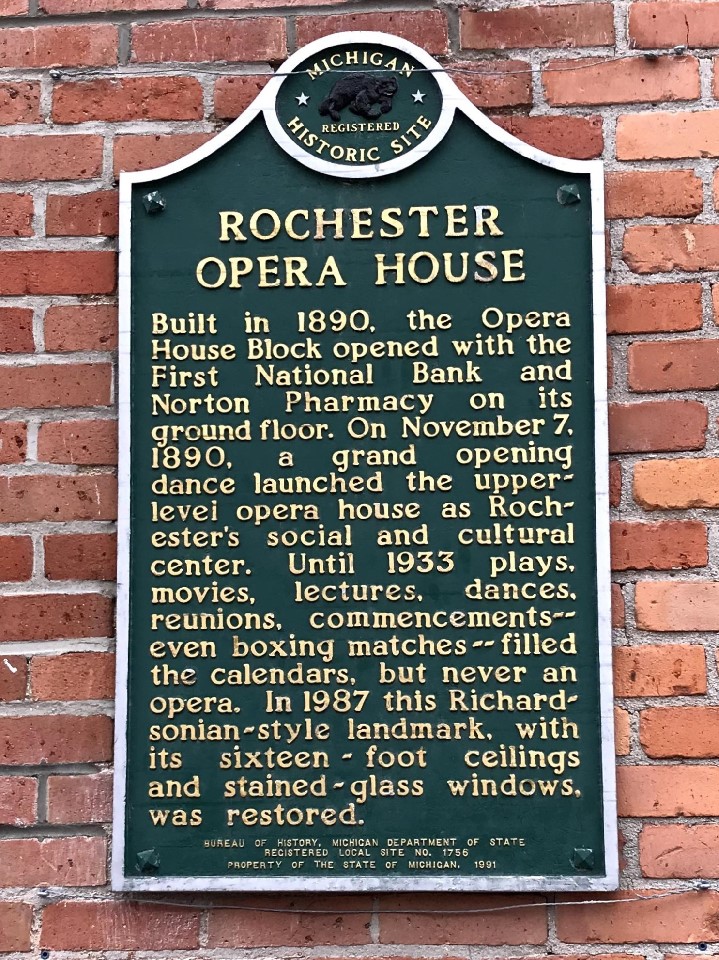 MICHIGAN
REGISTERED
HISTORIC SITE
ROCHESTER
OPERA HOUSE
Built in 1890, the Opera
House Block opened with the
First National Bank and
Norton Pharmacy on its
ground floor. On November 7,
1890, a grand opening
dance launched the upper-
level opera house as Roch-
ester's social and cultural
center. Until 1933 plays,
movies, lectures, dances,
reunions, commencements--
even boxing matches--filled
the calendars, but never an
opera. In 1987 this Richard-
sonian-style landmark, with
its sixteen-foot ceilings
and stained-glass windows,
was restored.
BUREAU OF HISTORY, MICHIGAN DEPARTMENT OF STATE
REGISTERED LOCAL SITE NO. 1756
PROPERTY OF THE STATE OF MICHIGAN, 1991